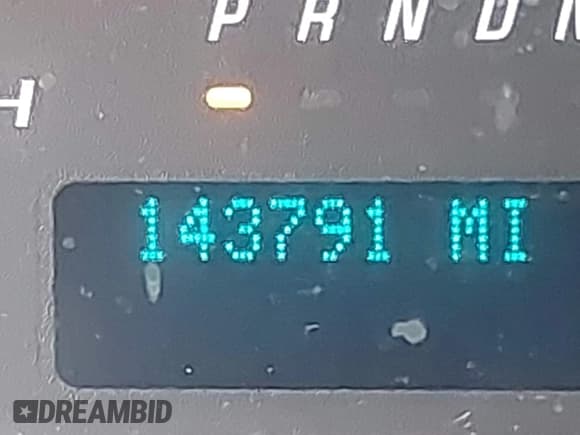 P R N D
H
143791 MI
DREAMBID